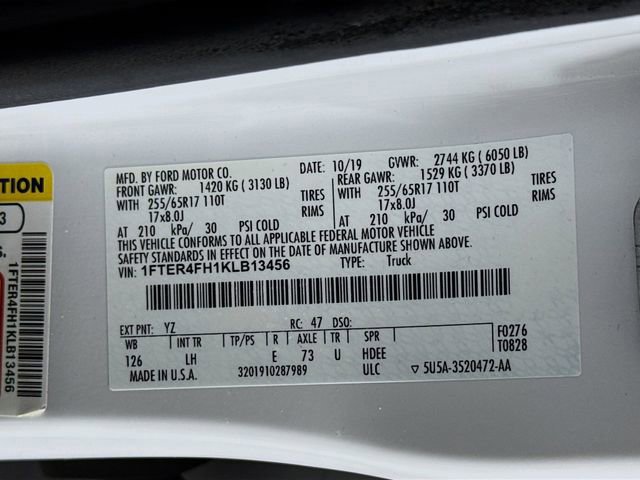 MFD. BY FORD MOTOR CO. DATE: 10/19 GVWR: 2744 KG (6050 LB)
FRONT GAWR: 1420 KG (3130 LB) REAR GAWR: 1529 KG (3370 LB)
WITH 255/65R17 110T TIRES WITH 255/65R17 110T TIRES
17x8.0J RIMS 17x8.0J RIMS
AT 210 kPa/ 30 PSI COLD AT 210 kPa/ 30 PSI COLD
THIS VEHICLE CONFORMS TO ALL APPLICABLE FEDERAL MOTOR VEHICLE
SAFETY STANDARDS IN EFFECT ON THE DATE OF MANUFACTURE SHOWN ABOVE.
VIN: 1FTER4FH1KLB13456 TYPE: Truck
EXT PNT: YZ RC: 47 DSO: F0276
WB INT TR TP/PS R AXLE TR SPR T0828
126 LH E 73 U HDEE
MADE IN U.S.A. 3201910287989 ULC ▽ 5U5A-3520472-AA
TION
3
S.
1FTER4FH1KLB13456